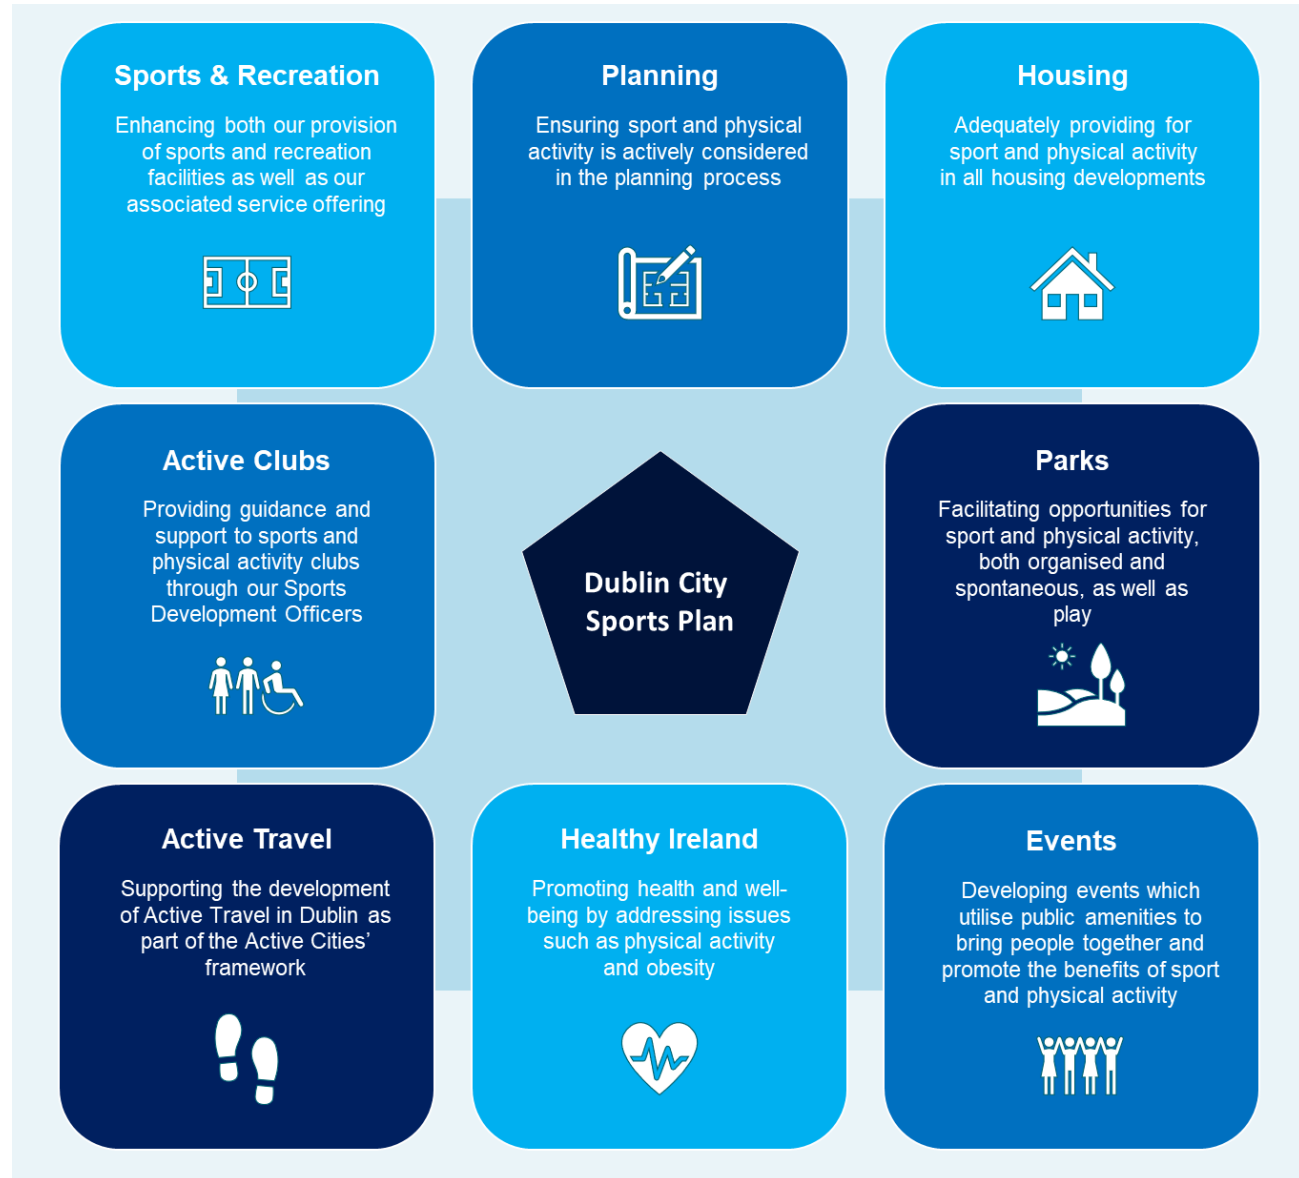 Sports & Recreation
Enhancing both our provision
of sports and recreation
facilities as well as our
associated service offering
Planning
Ensuring sport and physical
activity is actively considered
in the planning process
Housing
Adequately providing for
sport and physical activity
in all housing developments
Active Clubs
Providing guidance and
support to sports and
physical activity clubs
through our Sports
Development Officers
Dublin City
Sports Plan
Parks
Facilitating opportunities for
sport and physical activity,
both organised and
spontaneous, as well as
play
Active Travel
Supporting the development
of Active Travel in Dublin as
part of the Active Cities’
framework
Healthy Ireland
Promoting health and well-
being by addressing issues
such as physical activity
and obesity
Events
Developing events which
utilise public amenities to
bring people together and
promote the benefits of sport
and physical activity